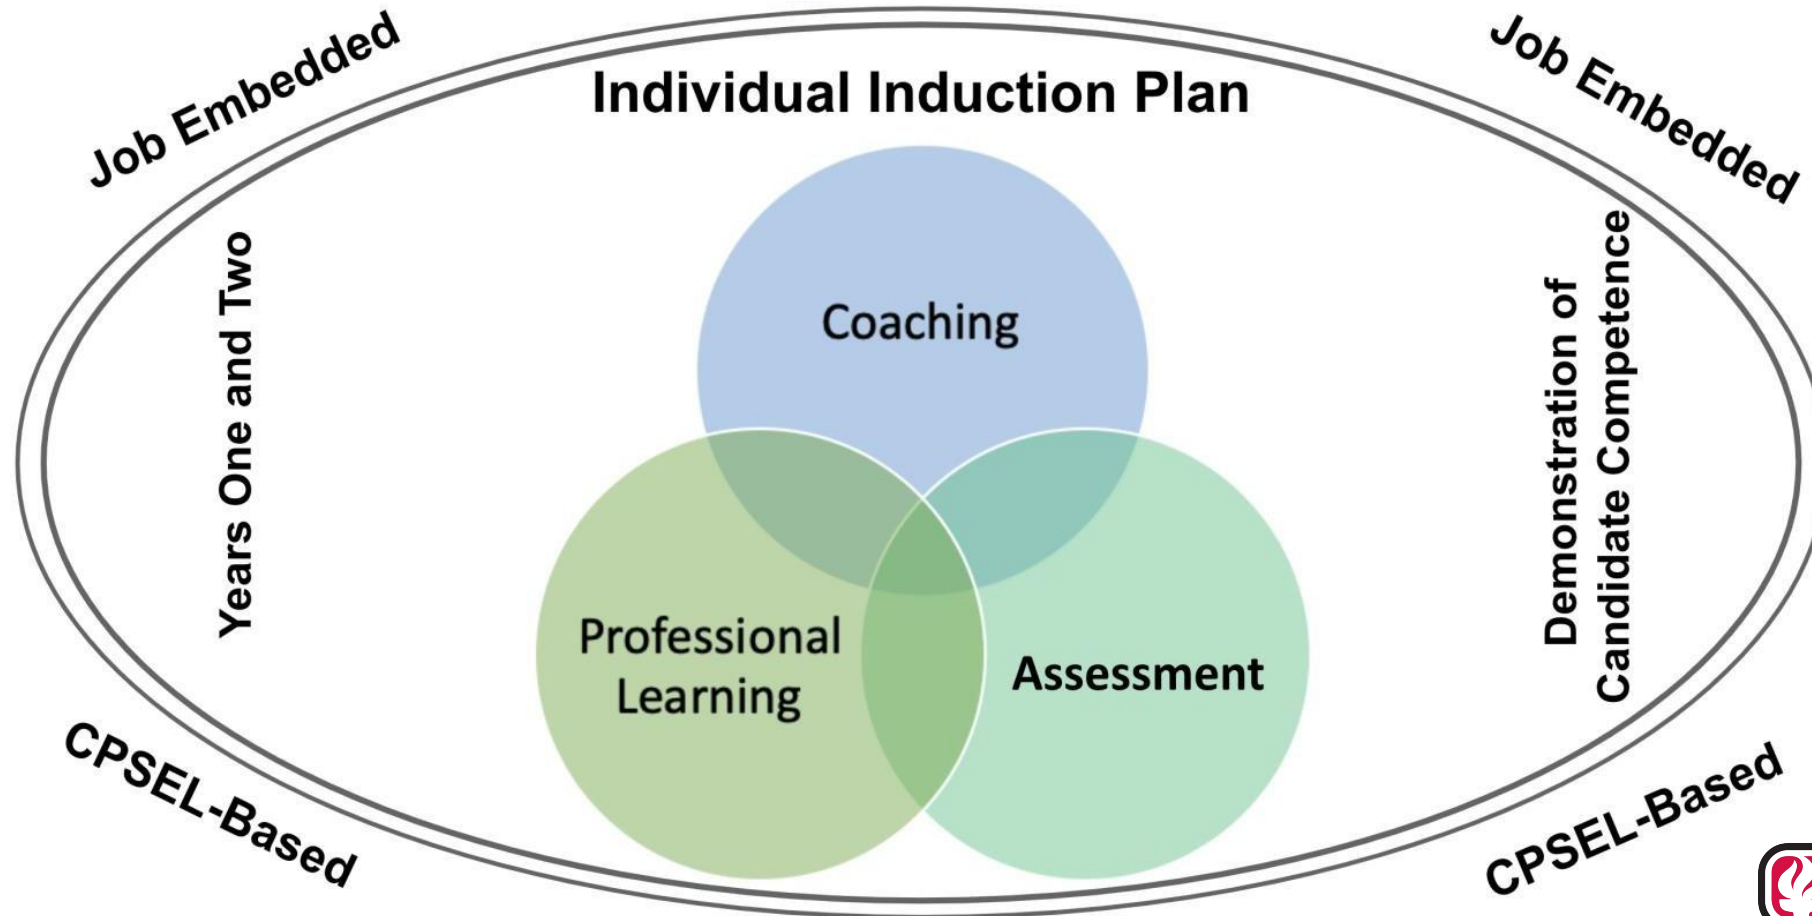 Job Embedded
Job Embedded
Individual Induction Plan
Years One and Two
Coaching
Demonstration of
Candidate Competence
Professional
Learning
Assessment
CPSEL-Based
CPSEL-Based